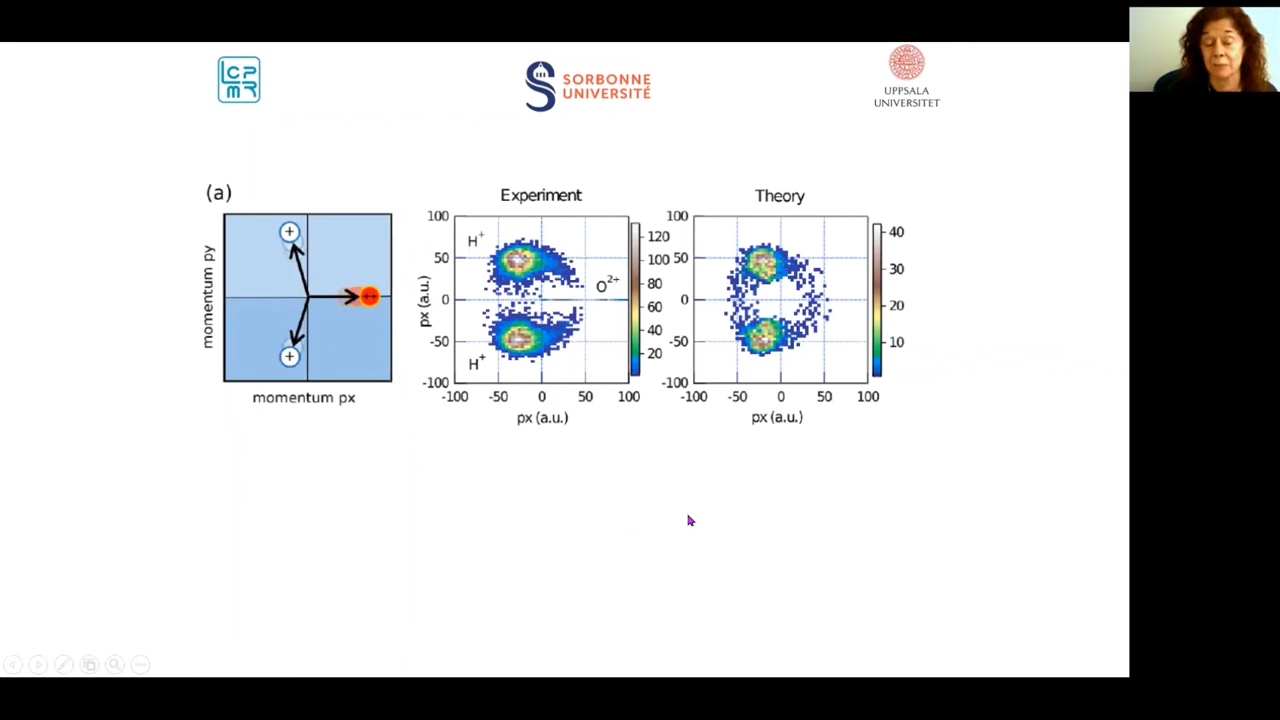 LCPMR
SORBONNE
UNIVERSITÉ
UPPSALA
UNIVERSITET
(a)
momentum py
momentum px
+
++
+
Experiment
px (a.u.)
100
50
0
-50
-100
H⁺
O²⁺
H⁺
-100 -50 0 50 100
px (a.u.)
120
100
80
60
40
20
Theory
100
50
0
-50
-100
-100 -50 0 50 100
px (a.u.)
40
30
20
10